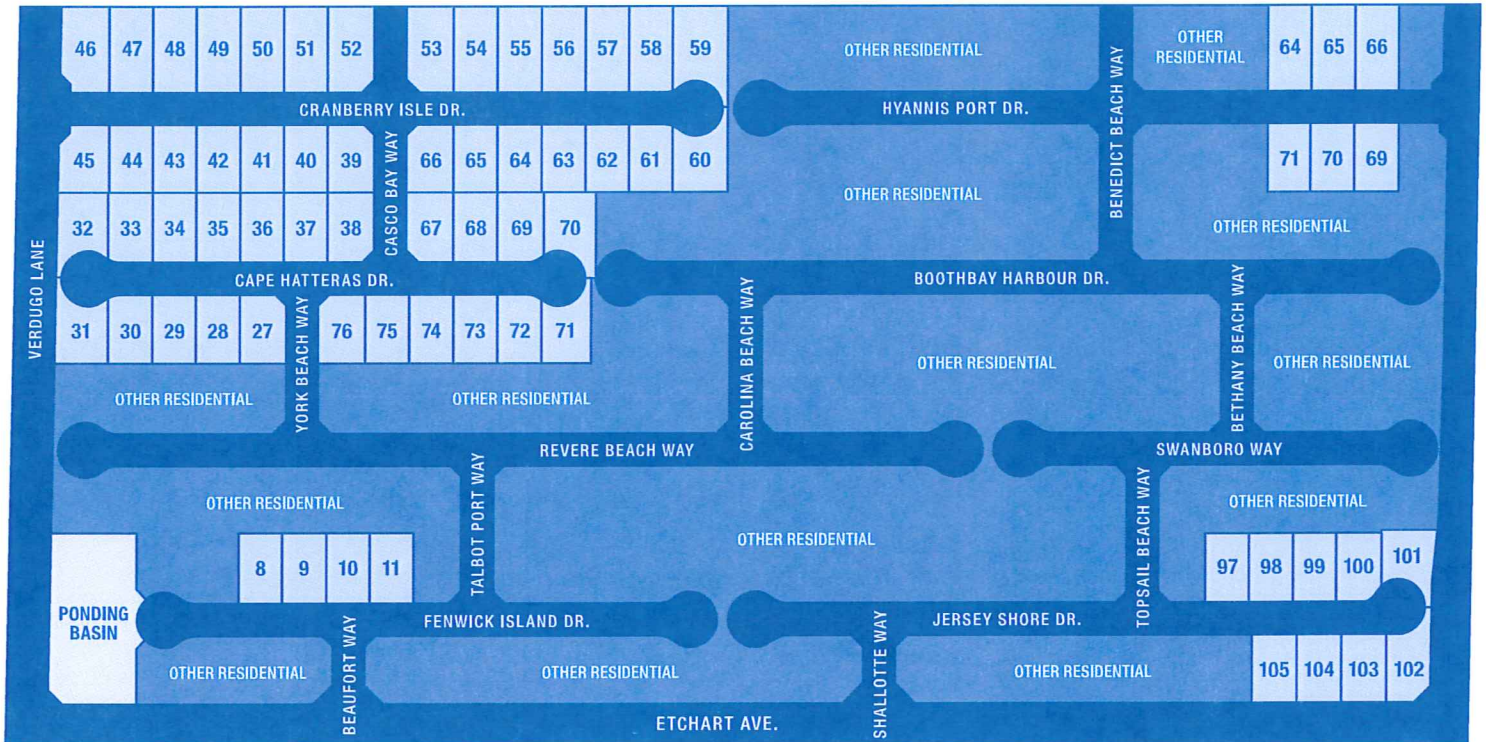 46 47 48 49 50 51 52 53 54 55 56 57 58 59
OTHER RESIDENTIAL
OTHER
RESIDENTIAL
64 65 66
CRANBERRY ISLE DR.
HYANNIS PORT DR.
BENEDICT BEACH WAY
45 44 43 42 41 40 39
CASCO BAY WAY
66 65 64 63 62 61 60
OTHER RESIDENTIAL
71 70 69
32 33 34 35 36 37 38
67 68 69 70
OTHER RESIDENTIAL
VERDUGO LANE
CAPE HATTERAS DR.
BOOTHBAY HARBOUR DR.
31 30 29 28 27
YORK BEACH WAY
76 75 74 73 72 71
CAROLINA BEACH WAY
OTHER RESIDENTIAL
BETHANY BEACH WAY
OTHER RESIDENTIAL
OTHER RESIDENTIAL
OTHER RESIDENTIAL
REVERE BEACH WAY
SWANBORO WAY
OTHER RESIDENTIAL
TALBOT PORT WAY
OTHER RESIDENTIAL
TOPSAIL BEACH WAY
OTHER RESIDENTIAL
8 9 10 11
97 98 99 100 101
PONDING
BASIN
FENWICK ISLAND DR.
JERSEY SHORE DR.
OTHER RESIDENTIAL
BEAUFORT WAY
OTHER RESIDENTIAL
SHALLOTTE WAY
OTHER RESIDENTIAL
105 104 103 102
ETCHART AVE.